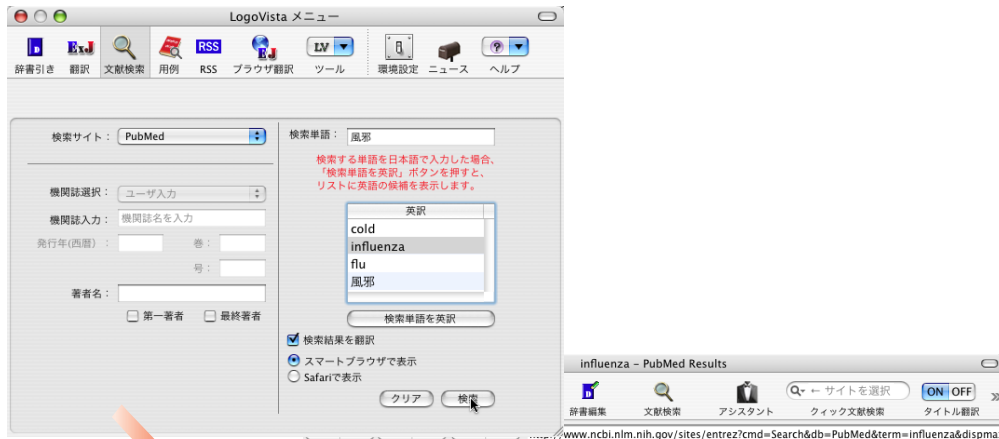 LogoVista メニュー
辞書引き 翻訳 文献検索 用例 RSS ブラウザ翻訳 ツール 環境設定 ニュース ヘルプ
検索サイト： PubMed
機関誌選択： ユーザ入力
機関誌入力： 機関誌名を入力
発行年(西暦)： 巻：
号：
著者名：
第一著者 最終著者
検索単語： 風邪
検索する単語を日本語で入力した場合、
「検索単語を英訳」ボタンを押すと、
リストに英語の候補を表示します。
英訳
cold
influenza
flu
風邪
検索単語を英訳
検索結果を翻訳
スマートブラウザで表示
Safariで表示
クリア 検索
influenza – PubMed Results
← サイトを選択 ON OFF
辞書編集 文献検索 アシスタント クィック文献検索 タイトル翻訳
www.ncbi.nlm.nih.gov/sites/entrez?cmd=Search&db=PubMed&term=influenza&dispma